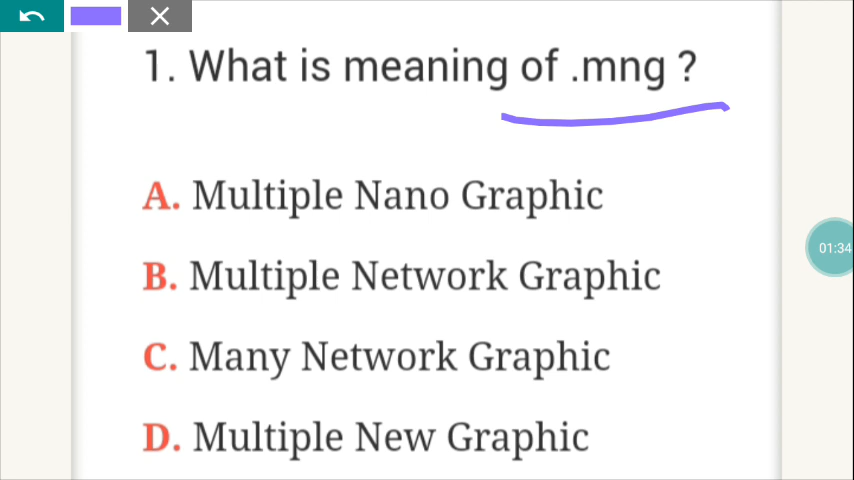 1. What is meaning of .mng ?
A. Multiple Nano Graphic
B. Multiple Network Graphic
01:34
C. Many Network Graphic
D. Multiple New Graphic